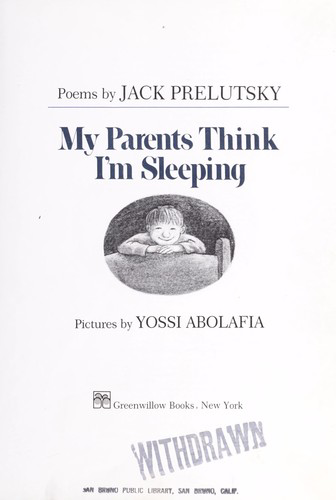 Poems by JACK PRELUTSKY
My Parents Think
I'm Sleeping
Pictures by YOSSI ABOLAFIA
Greenwillow Books, New York
WITHDRAWN
SAN BRUNO PUBLIC LIBRARY, SAN BRUNO, CALIF.